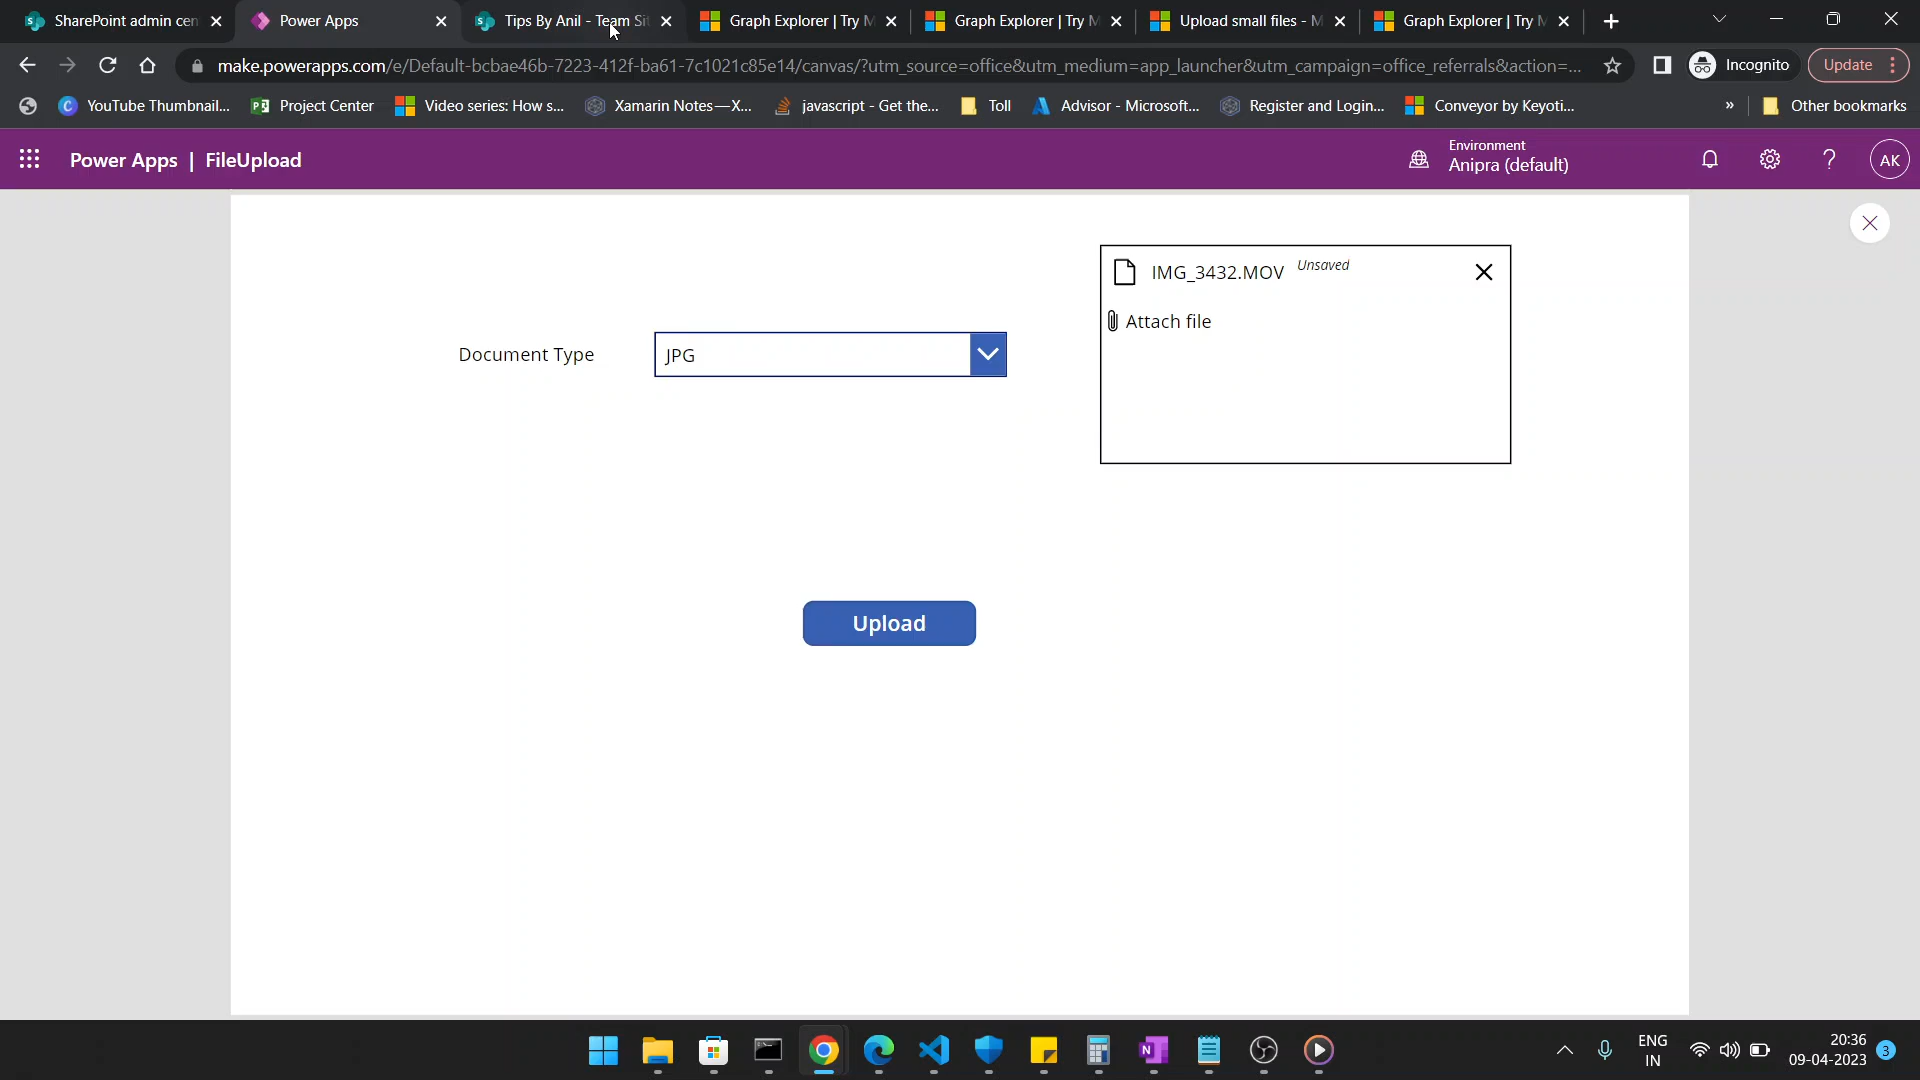 SharePoint admin cen
Power Apps
Tips By Anil - Team Sit
Graph Explorer | Try M
Graph Explorer | Try M
Upload small files - M
Graph Explorer | Try M
make.powerapps.com/e/Default-bcbae46b-7223-412f-ba61-7c1021c85e14/canvas/?utm_source=office&utm_medium=app_launcher&utm_campaign=office_referrals&action=...
Incognito
Update
YouTube Thumbnail...
Project Center
Video series: How s...
Xamarin Notes—X...
javascript - Get the...
Toll
Advisor - Microsoft...
Register and Login...
Conveyor by Keyoti...
»
Other bookmarks
Power Apps | FileUpload
Environment
Anipra (default)
AK
IMG_3432.MOV Unsaved
Attach file
Document Type
JPG
Upload
ENG
IN
20:36
09-04-2023
3